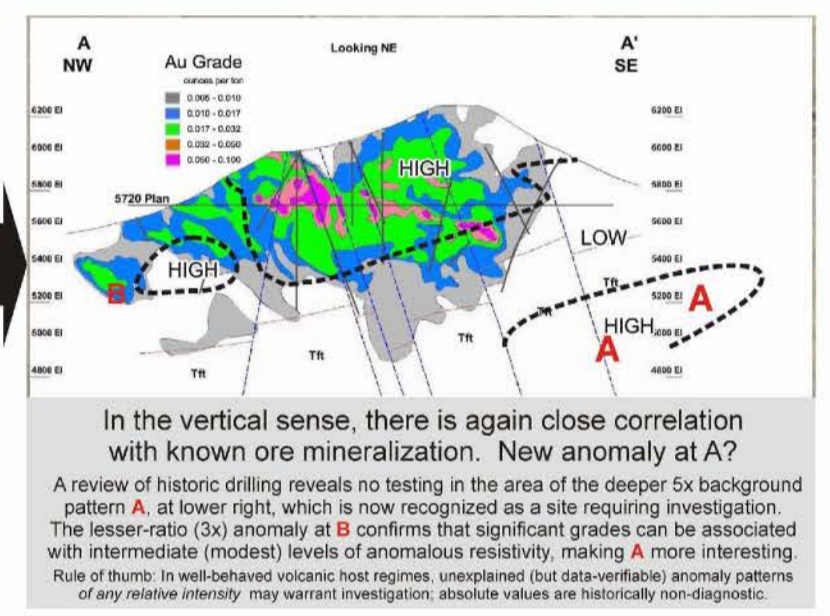 A
NW
Looking NE
A'
SE
Au Grade
ounces per ton
0.005 - 0.010
0.010 - 0.017
0.017 - 0.032
0.032 - 0.050
0.050 - 0.100
6200 El
6200 El
6000 El
6000 El
HIGH
5800 El
5800 El
5720 Plan
5600 El
5600 El
LOW
5400 El
5400 El
HIGH
Tft
B
A
5200 El
5200 El
Tft
HIGH
5000 El
5000 El
Tft
A
Tft
4800 El
4800 El
Tft
In the vertical sense, there is again close correlation
with known ore mineralization. New anomaly at A?
A review of historic drilling reveals no testing in the area of the deeper 5x background
pattern A, at lower right, which is now recognized as a site requiring investigation.
The lesser-ratio (3x) anomaly at B confirms that significant grades can be associated
with intermediate (modest) levels of anomalous resistivity, making A more interesting.
Rule of thumb: In well-behaved volcanic host regimes, unexplained (but data-verifiable) anomaly patterns
of any relative intensity may warrant investigation; absolute values are historically non-diagnostic.